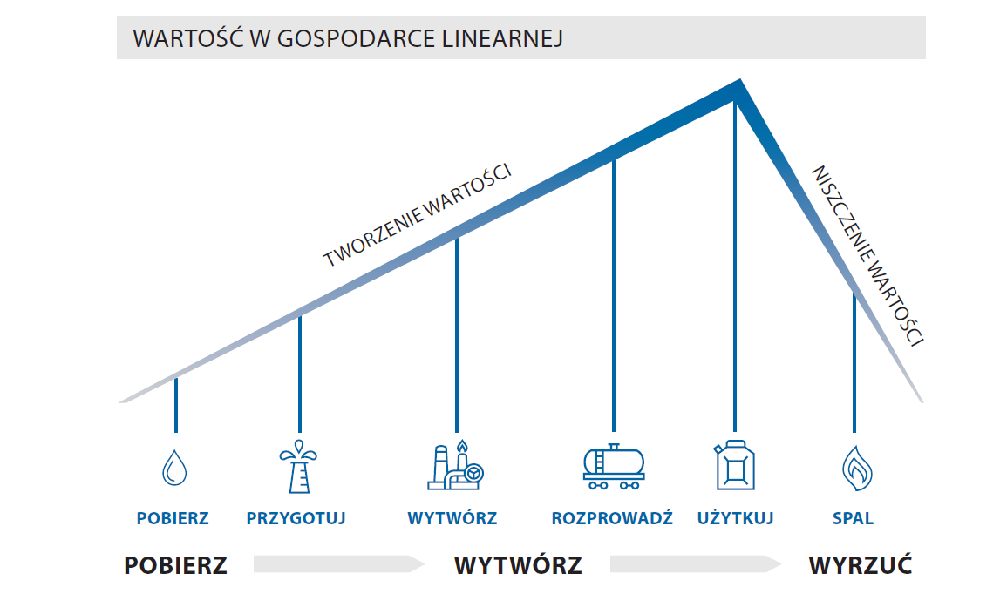 WARTOŚĆ W GOSPODARCE LINEARNEJ
TWORZENIE WARTOŚCI
NISZCZENIE WARTOŚCI
POBIERZ
PRZYGOTUJ
WYTWÓRZ
ROZPROWADŹ
UŻYTKUJ
SPAL
POBIERZ
WYTWÓRZ
WYRZUĆ